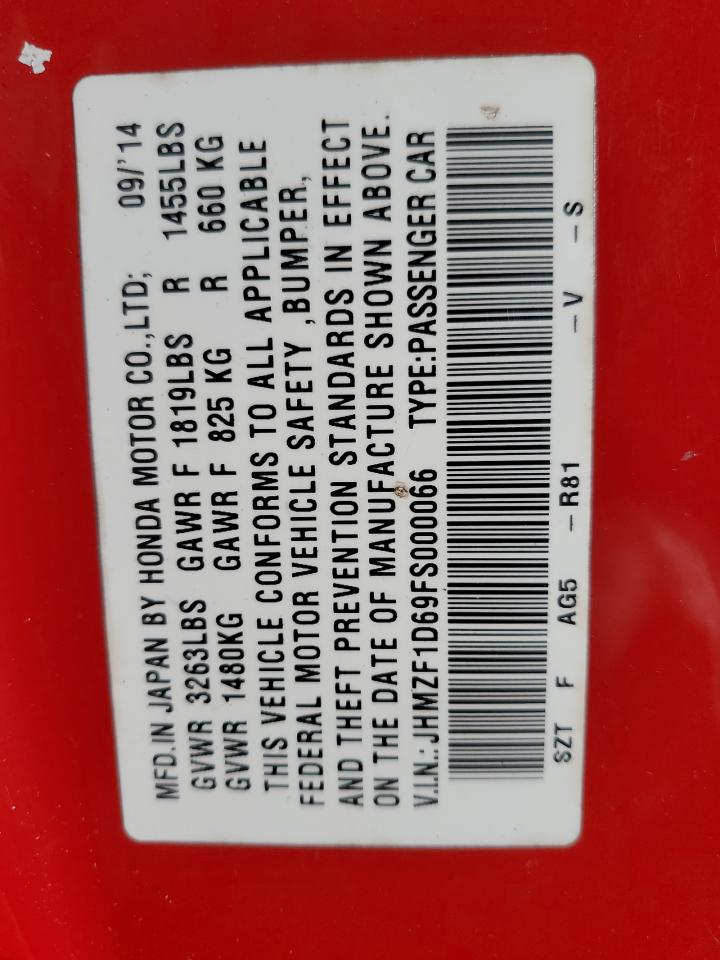 MFD.IN JAPAN BY HONDA MOTOR CO.,LTD; 09/'14
GVWR 3263LBS GAWR F 1819LBS R 1455LBS
GVWR 1480KG GAWR F 825 KG R 660 KG
THIS VEHICLE CONFORMS TO ALL APPLICABLE
FEDERAL MOTOR VEHICLE SAFETY ,BUMPER,
AND THEFT PREVENTION STANDARDS IN EFFECT
ON THE DATE OF MANUFACTURE SHOWN ABOVE.
V.I.N.:JHMZF1D69FS000066 TYPE:PASSENGER CAR
SZT F AG5 -R81 -V -S